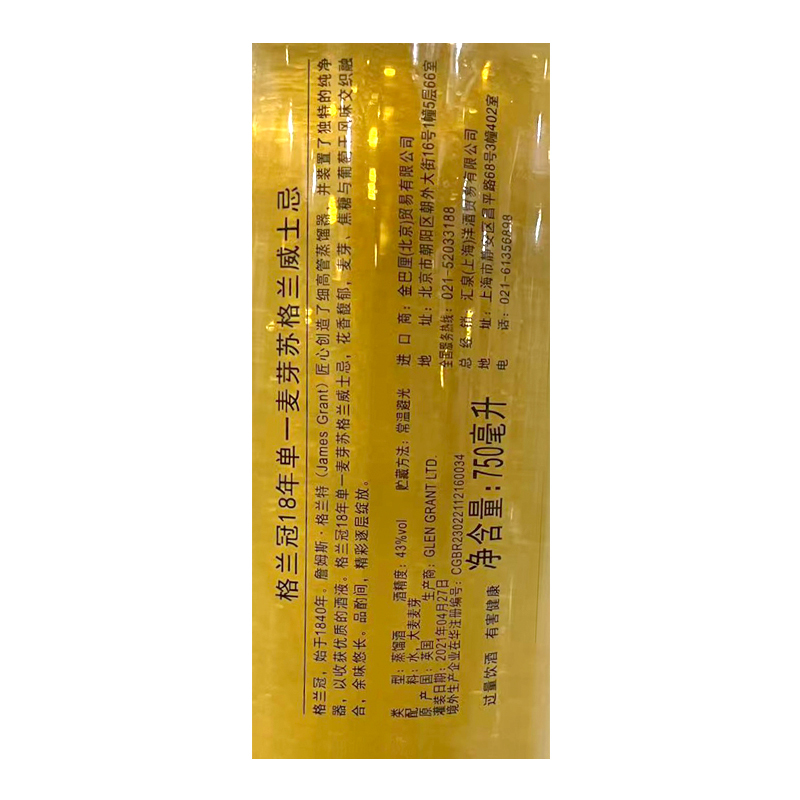 格兰冠18年单一麦芽苏格兰威士忌
格兰冠，始于1840年。詹姆斯·格兰特（James Grant）匠心创造了细高管蒸馏器，并装置了独特的纯净
器，以收获优质的酒液。格兰冠18年单一麦芽苏格兰威士忌，花香馥郁，麦芽、焦糖与葡萄干风味交织融
合，余味悠长。品酌间，精彩逐层绽放。
类型：蒸馏酒 酒精度：43%vol 贮藏方法：常温避光
配料：水，大麦麦芽
原产国：英国 生产商：GLEN GRANT LTD.
灌装日期：2021年04月27日
境外生产企业在华注册编号：CGBR23022112160034
过量饮酒 有害健康
净含量：750毫升
进口商：金巴厘(北京)贸易有限公司
地址：北京市朝阳区朝外大街16号1幢5层66室
全国服务热线：021-52033188
总经销：汇泉(上海)洋酒贸易有限公司
地址：上海市静安区昌平路68号3幢402室
电话：021-61356898